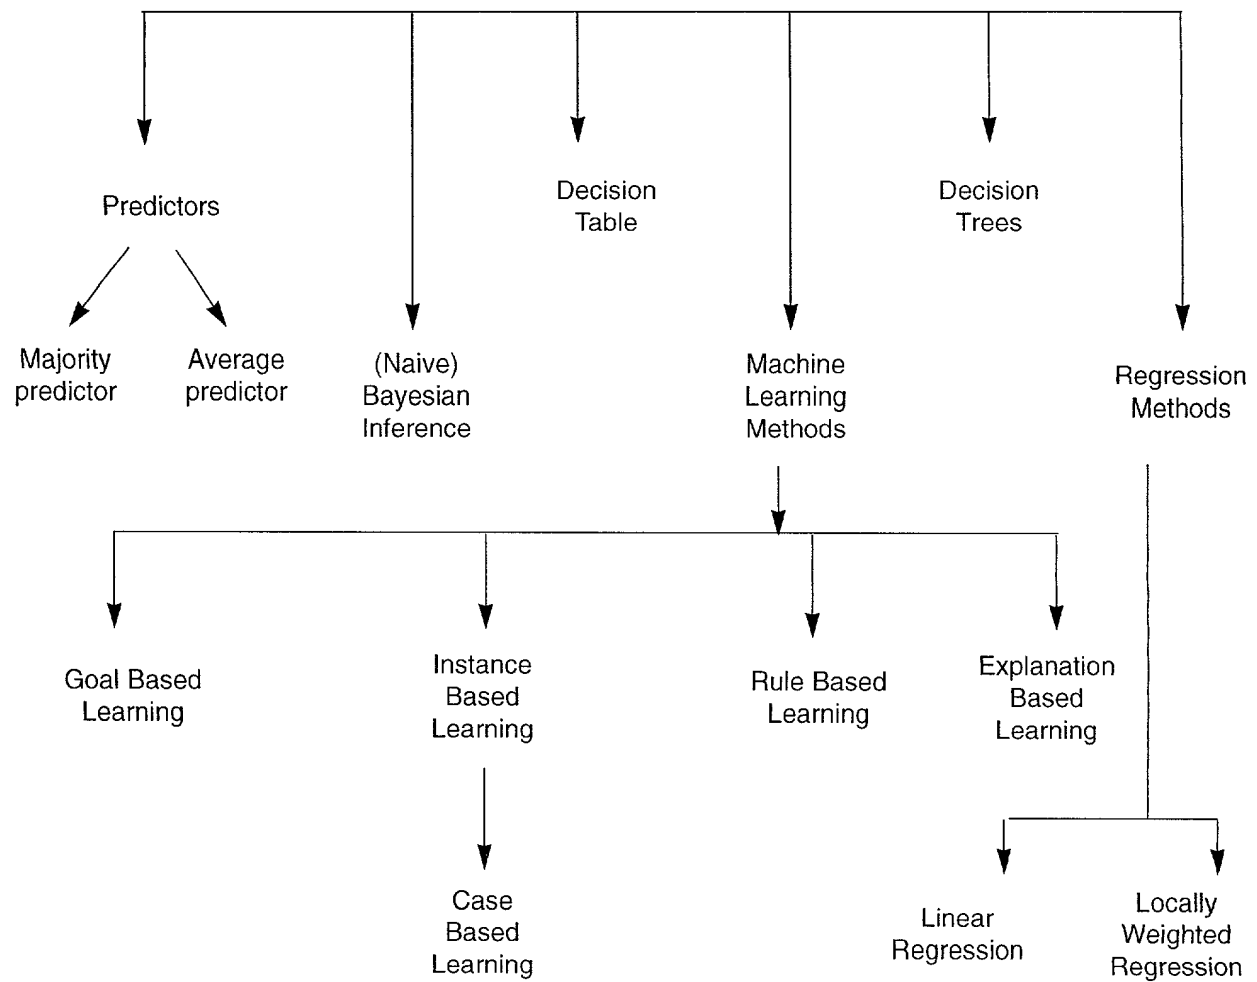 Predictors
Decision
Table
Decision
Trees
Majority
predictor
Average
predictor
(Naive)
Bayesian
Inference
Machine
Learning
Methods
Regression
Methods
Goal Based
Learning
Instance
Based
Learning
Rule Based
Learning
Explanation
Based
Learning
Case
Based
Learning
Linear
Regression
Locally
Weighted
Regression